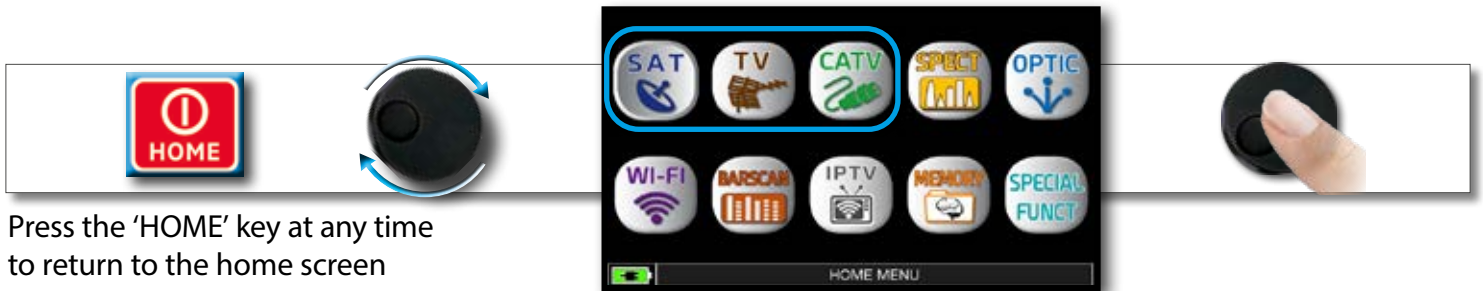 HOME
SAT TV CATV SPECT OPTIC
WI-FI BARSCAN IPTV MEMORY SPECIAL
FUNCT
HOME MENU
Press the ‘HOME’ key at any time
to return to the home screen